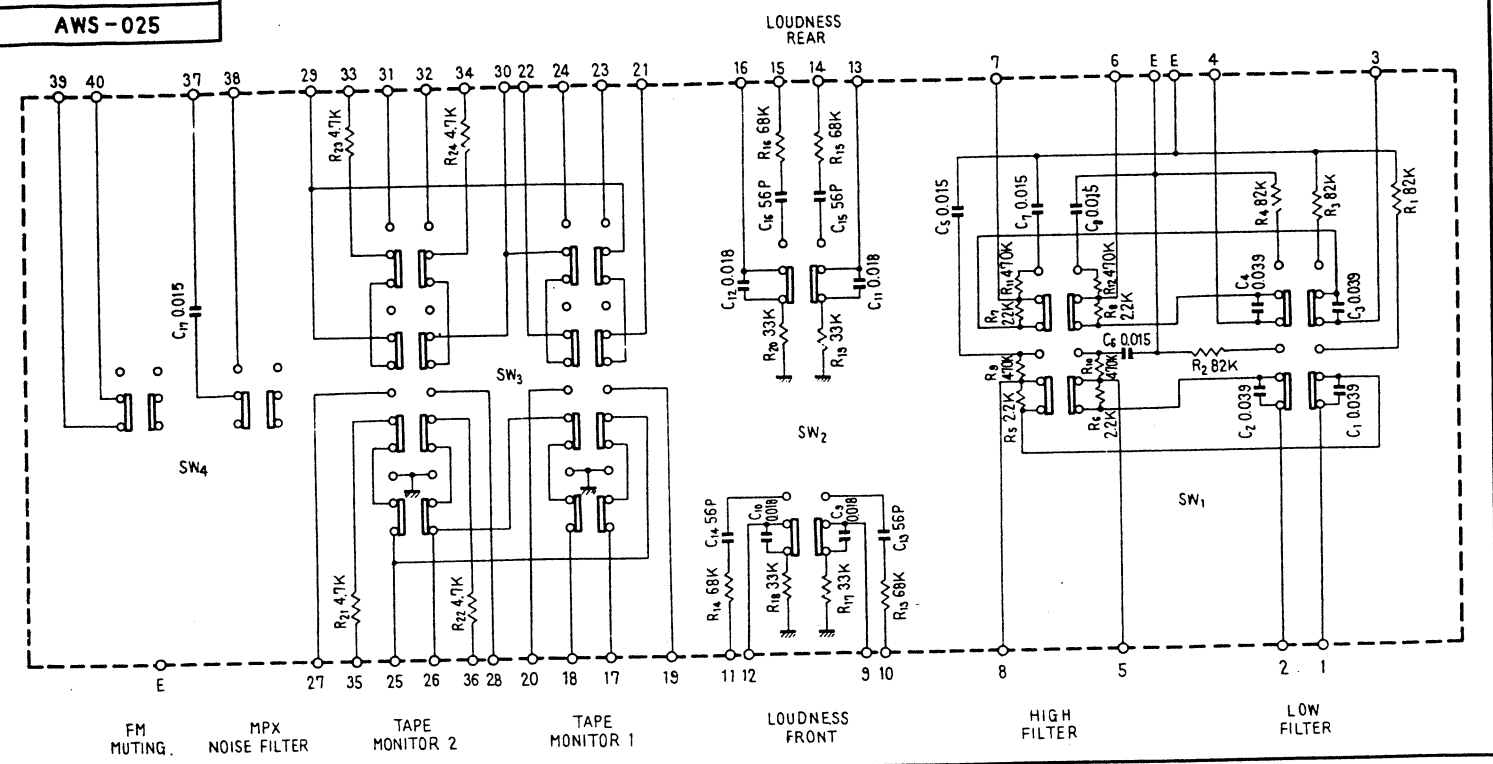 AWS-025
LOUDNESS
REAR
39 40 37 38 29 33 31 32 34 30 22 24 23 21 16 15 14 13 7 6 E E 4 3
R23 4.7K
R24 4.7K
R16 68K
R15 68K
C16 56P
C15 56P
C12 0.018
C11 0.018
R20 33K
R19 33K
C5 0.015
C7 0.015
C8 0.015
R4 82K
R3 82K
R1 82K
R11 470K
R12 470K
R7 22K
R8 2.2K
C4 0.039
C3 0.039
C17 0.015
C6 0.015
R2 82K
R9 470K
R10 470K
R5 2.2K
R6 2.2K
C2 0.039
C1 0.039
SW3
SW2
SW4
SW1
C14 56P
C10 0.018
C9 0.018
C13 56P
R21 4.7K
R22 4.7K
R14 68K
R18 33K
R17 33K
R13 68K
E 27 35 25 26 36 28 20 18 17 19 11 12 9 10 8 5 2 1
FM
MUTING.
MPX
NOISE FILTER
TAPE
MONITOR 2
TAPE
MONITOR 1
LOUDNESS
FRONT
HIGH
FILTER
LOW
FILTER